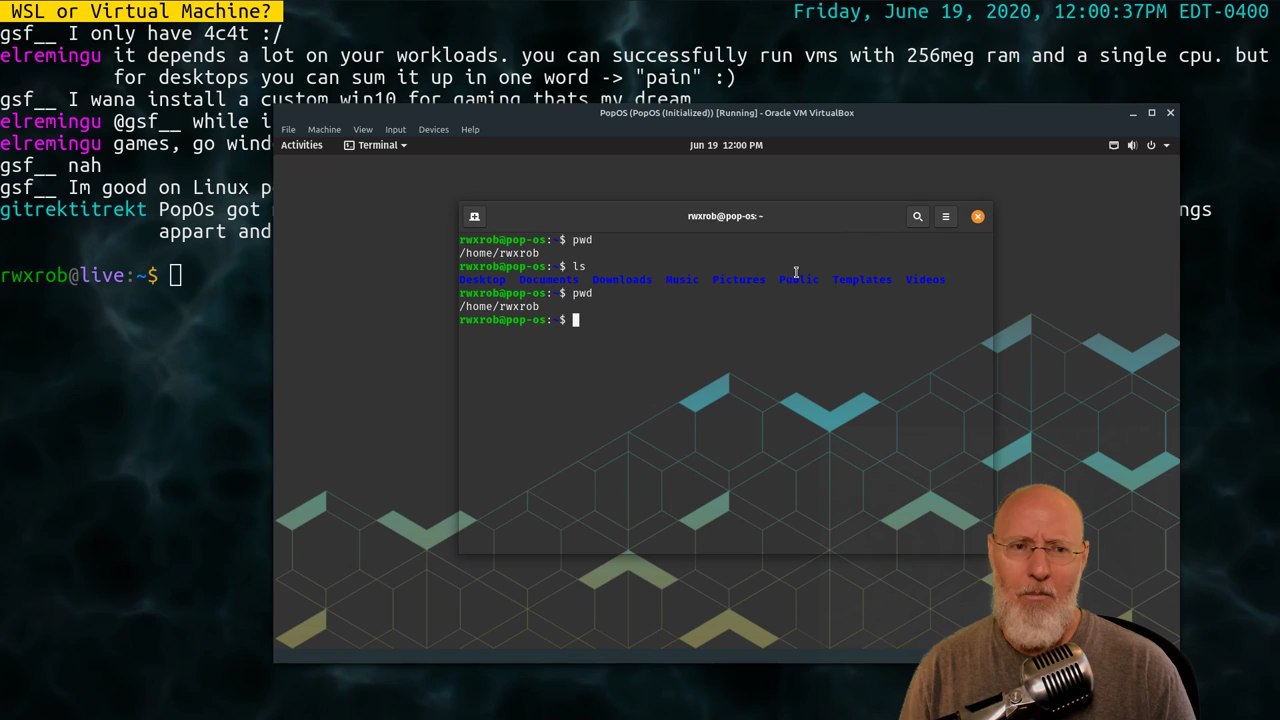 WSL or Virtual Machine?
Friday, June 19, 2020, 12:00:37PM EDT-0400
gsf__ I only have 4c4t :/
elremingu it depends a lot on your workloads. you can successfully run vms with 256meg ram and a single cpu. but
for desktops you can sum it up in one word -> "pain" :)
gsf__ I wana install a custom win10 for gaming thats my dream
elremingu @gsf__ while i
elremingu games, go wind
gsf__ nah
gsf__ Im good on Linux p
gitrektitrekt PopOs got
ngs
appart and
rwxrob@live:~$
PopOS (PopOS (Initialized)) [Running] - Oracle VM VirtualBox
File Machine View Input Devices Help
Activities Terminal Jun 19 12:00 PM
rwxrob@pop-os: ~
rwxrob@pop-os:~$ pwd
/home/rwxrob
rwxrob@pop-os:~$ ls
Desktop Documents Downloads Music Pictures Public Templates Videos
rwxrob@pop-os:~$ pwd
/home/rwxrob
rwxrob@pop-os:~$